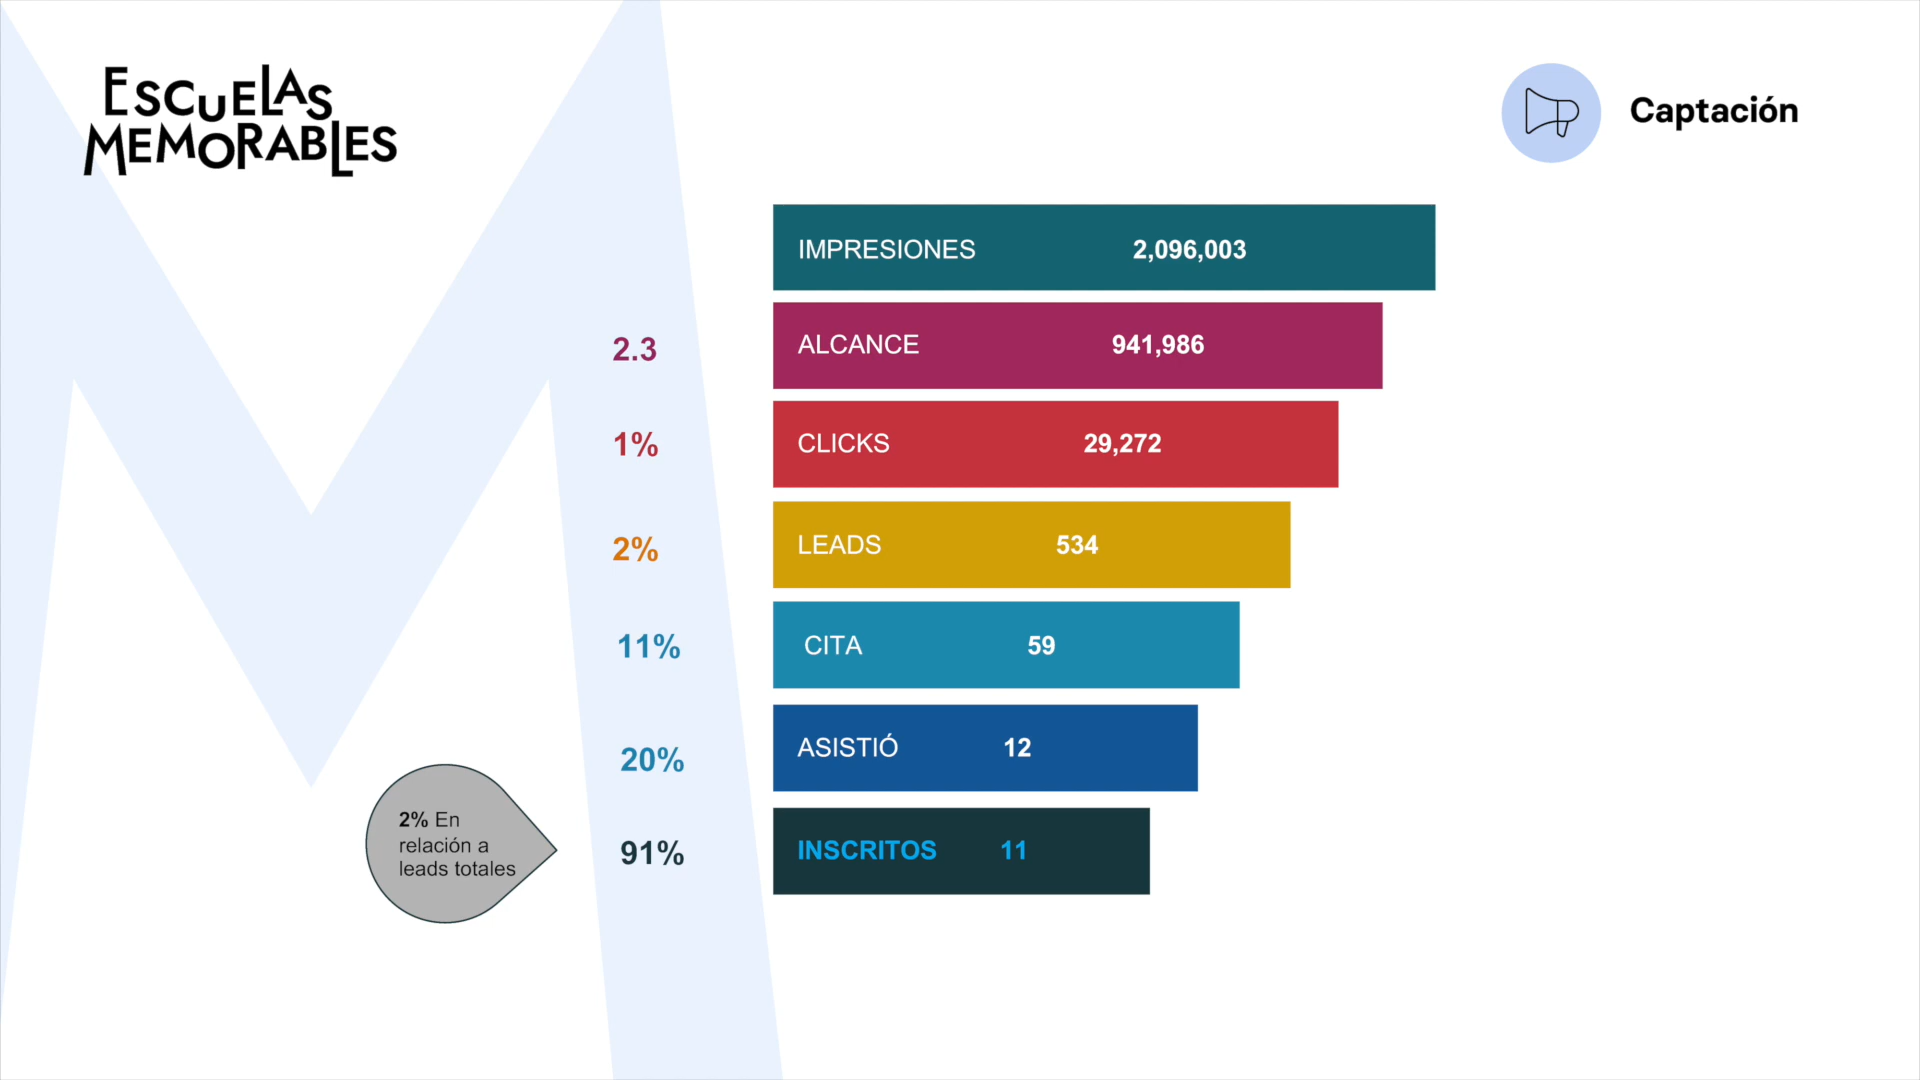 ESCUELAS
MEMORABLES
Captación
IMPRESIONES 2,096,003
2.3 ALCANCE 941,986
1% CLICKS 29,272
2% LEADS 534
11% CITA 59
20% ASISTIÓ 12
2% En
relación a
leads totales
91% INSCRITOS 11